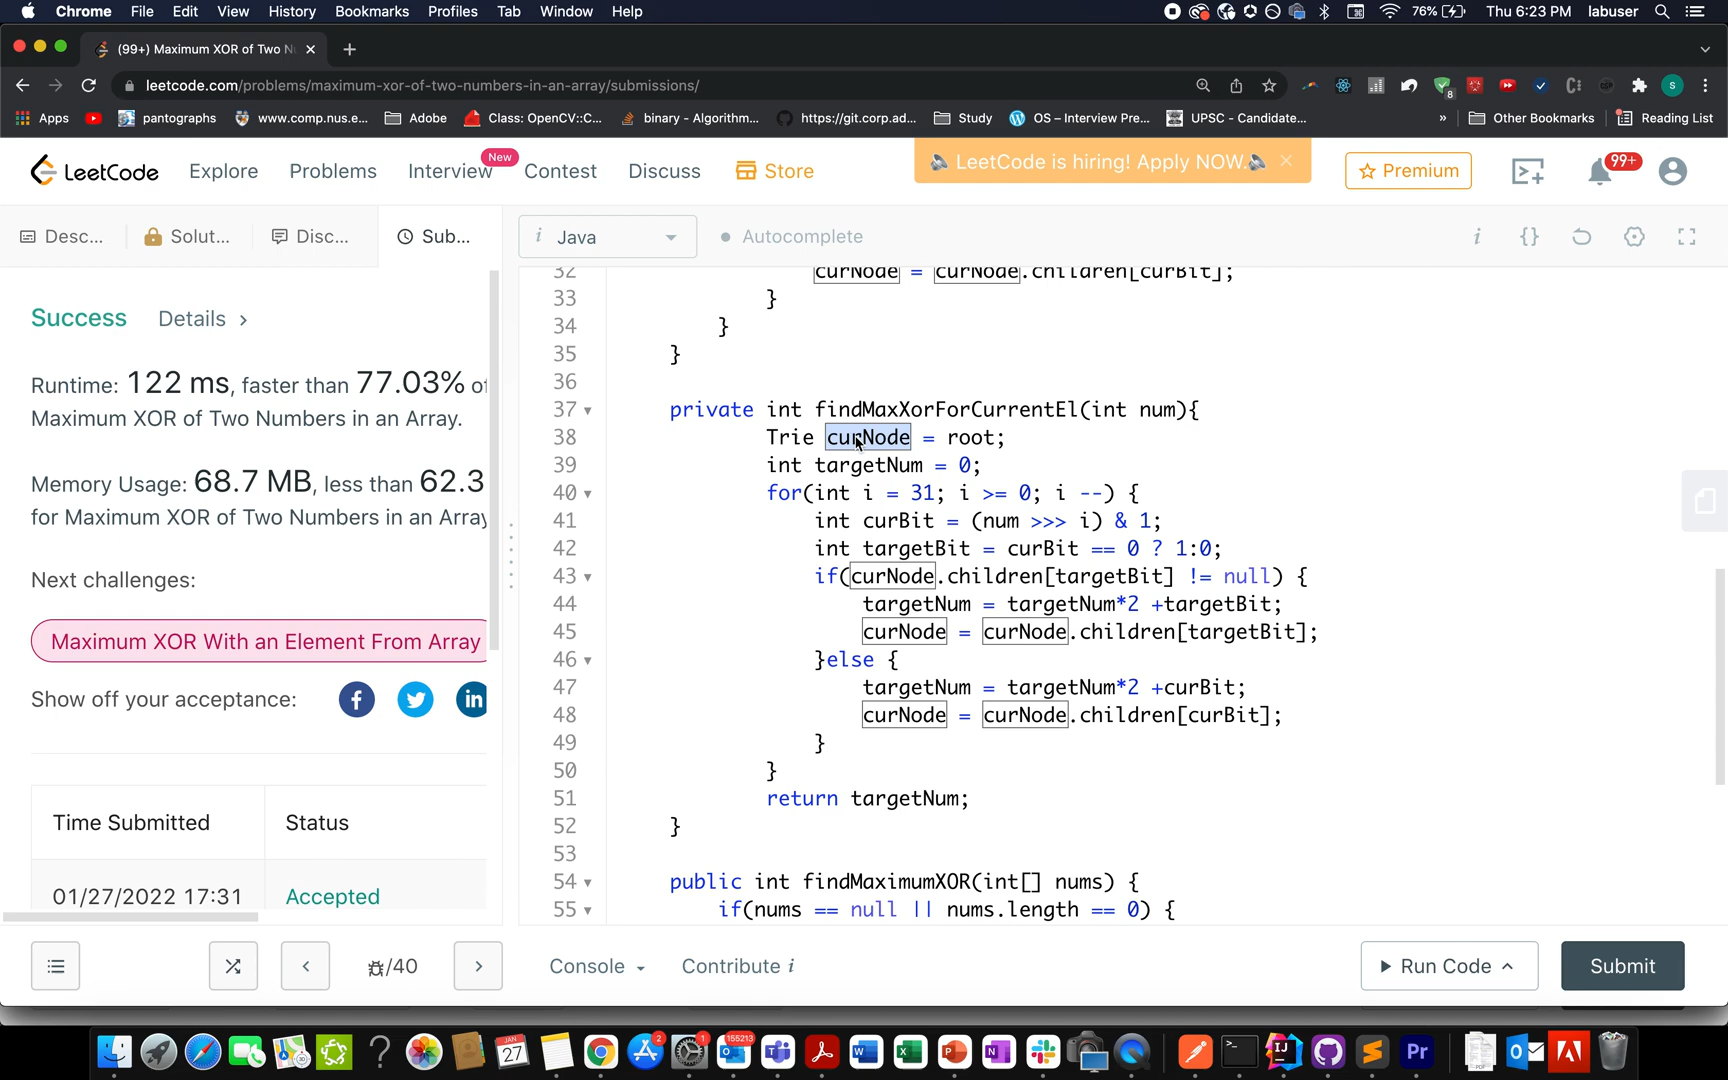 Chrome File Edit View History Bookmarks Profiles Tab Window Help 76% Thu 6:23 PM labuser
(99+) Maximum XOR of Two N
leetcode.com/problems/maximum-xor-of-two-numbers-in-an-array/submissions/
Apps pantographs www.comp.nus.e... Adobe Class: OpenCV::C... binary - Algorithm... https://git.corp.ad... Study OS – Interview Pre... UPSC - Candidate... » Other Bookmarks Reading List
LeetCode Explore Problems Interview New Contest Discuss Store LeetCode is hiring! Apply NOW. Premium 99+
Desc... Solut... Disc... Sub... i Java Autocomplete
Success Details >
Runtime: 122 ms, faster than 77.03% of
Maximum XOR of Two Numbers in an Array.
Memory Usage: 68.7 MB, less than 62.3
for Maximum XOR of Two Numbers in an Array
Next challenges:
Maximum XOR With an Element From Array
Show off your acceptance:
Time Submitted Status
01/27/2022 17:31 Accepted
32 curNode = curNode.children[curBit];
33 }
34 }
35 }
36
37 private int findMaxXorForCurrentEl(int num){
38 Trie curNode = root;
39 int targetNum = 0;
40 for(int i = 31; i >= 0; i --) {
41 int curBit = (num >>> i) & 1;
42 int targetBit = curBit == 0 ? 1:0;
43 if(curNode.children[targetBit] != null) {
44 targetNum = targetNum*2 +targetBit;
45 curNode = curNode.children[targetBit];
46 }else {
47 targetNum = targetNum*2 +curBit;
48 curNode = curNode.children[curBit];
49 }
50 }
51 return targetNum;
52 }
53
54 public int findMaximumXOR(int[] nums) {
55 if(nums == null || nums.length == 0) {
/40 Console Contribute i Run Code Submit